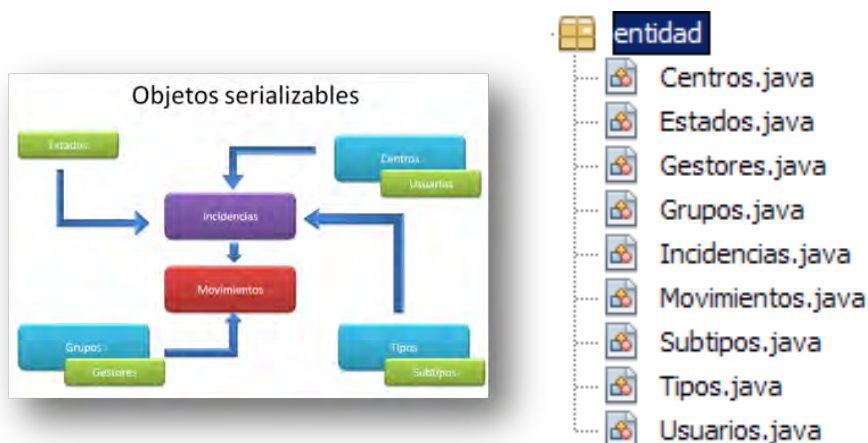 Objetos serializables
Estados
Centros
Usuarios
Incidencias
Movimientos
Grupos
Gestores
Tipos
Subtipos
entidad
Centros.java
Estados.java
Gestores.java
Grupos.java
Incidencias.java
Movimientos.java
Subtipos.java
Tipos.java
Usuarios.java